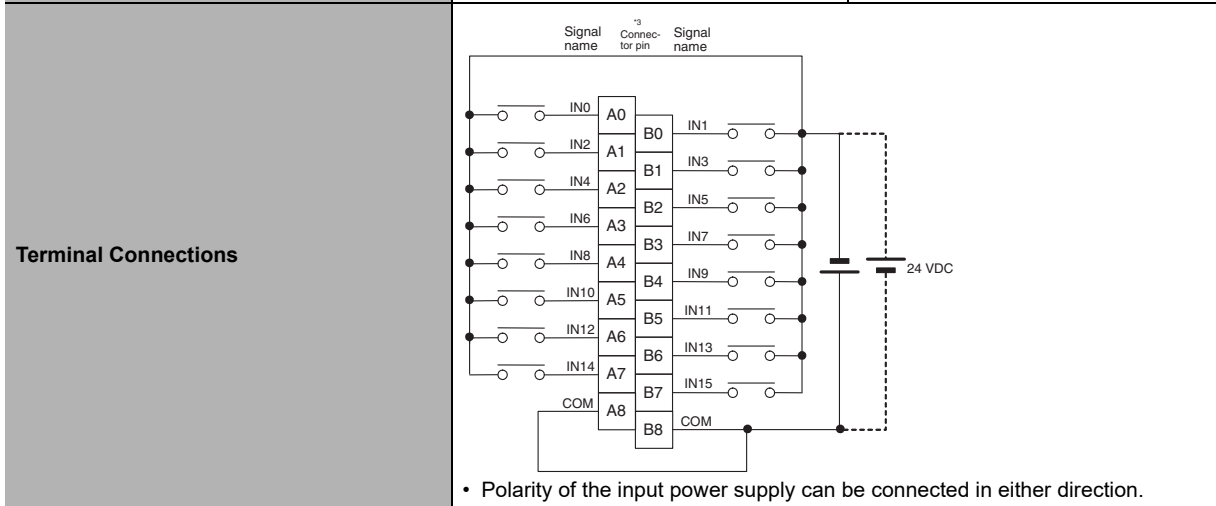 Terminal Connections
Signal name
*3
Connec-
tor pin
Signal name
IN0 A0
B0 IN1
IN2 A1
B1 IN3
IN4 A2
B2 IN5
IN6 A3
B3 IN7
IN8 A4
B4 IN9
IN10 A5
B5 IN11
IN12 A6
B6 IN13
IN14 A7
B7 IN15
COM A8
B8 COM
24 VDC
• Polarity of the input power supply can be connected in either direction.